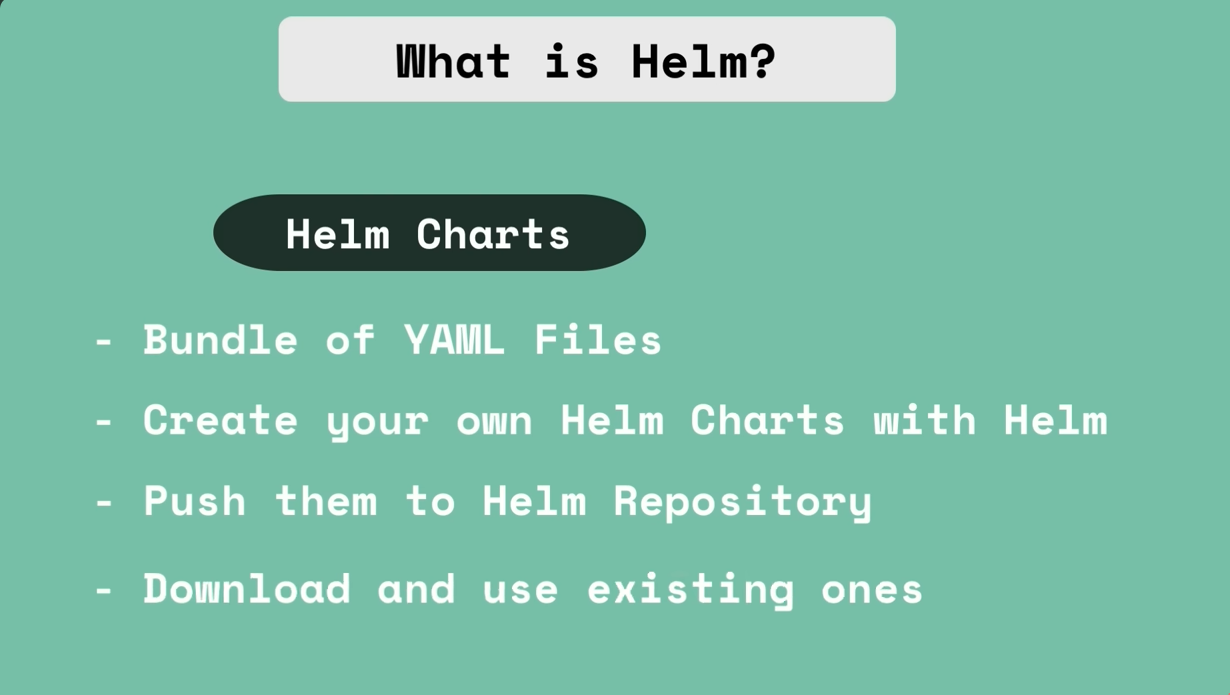 What is Helm?
Helm Charts
- Bundle of YAML Files
- Create your own Helm Charts with Helm
- Push them to Helm Repository
- Download and use existing ones